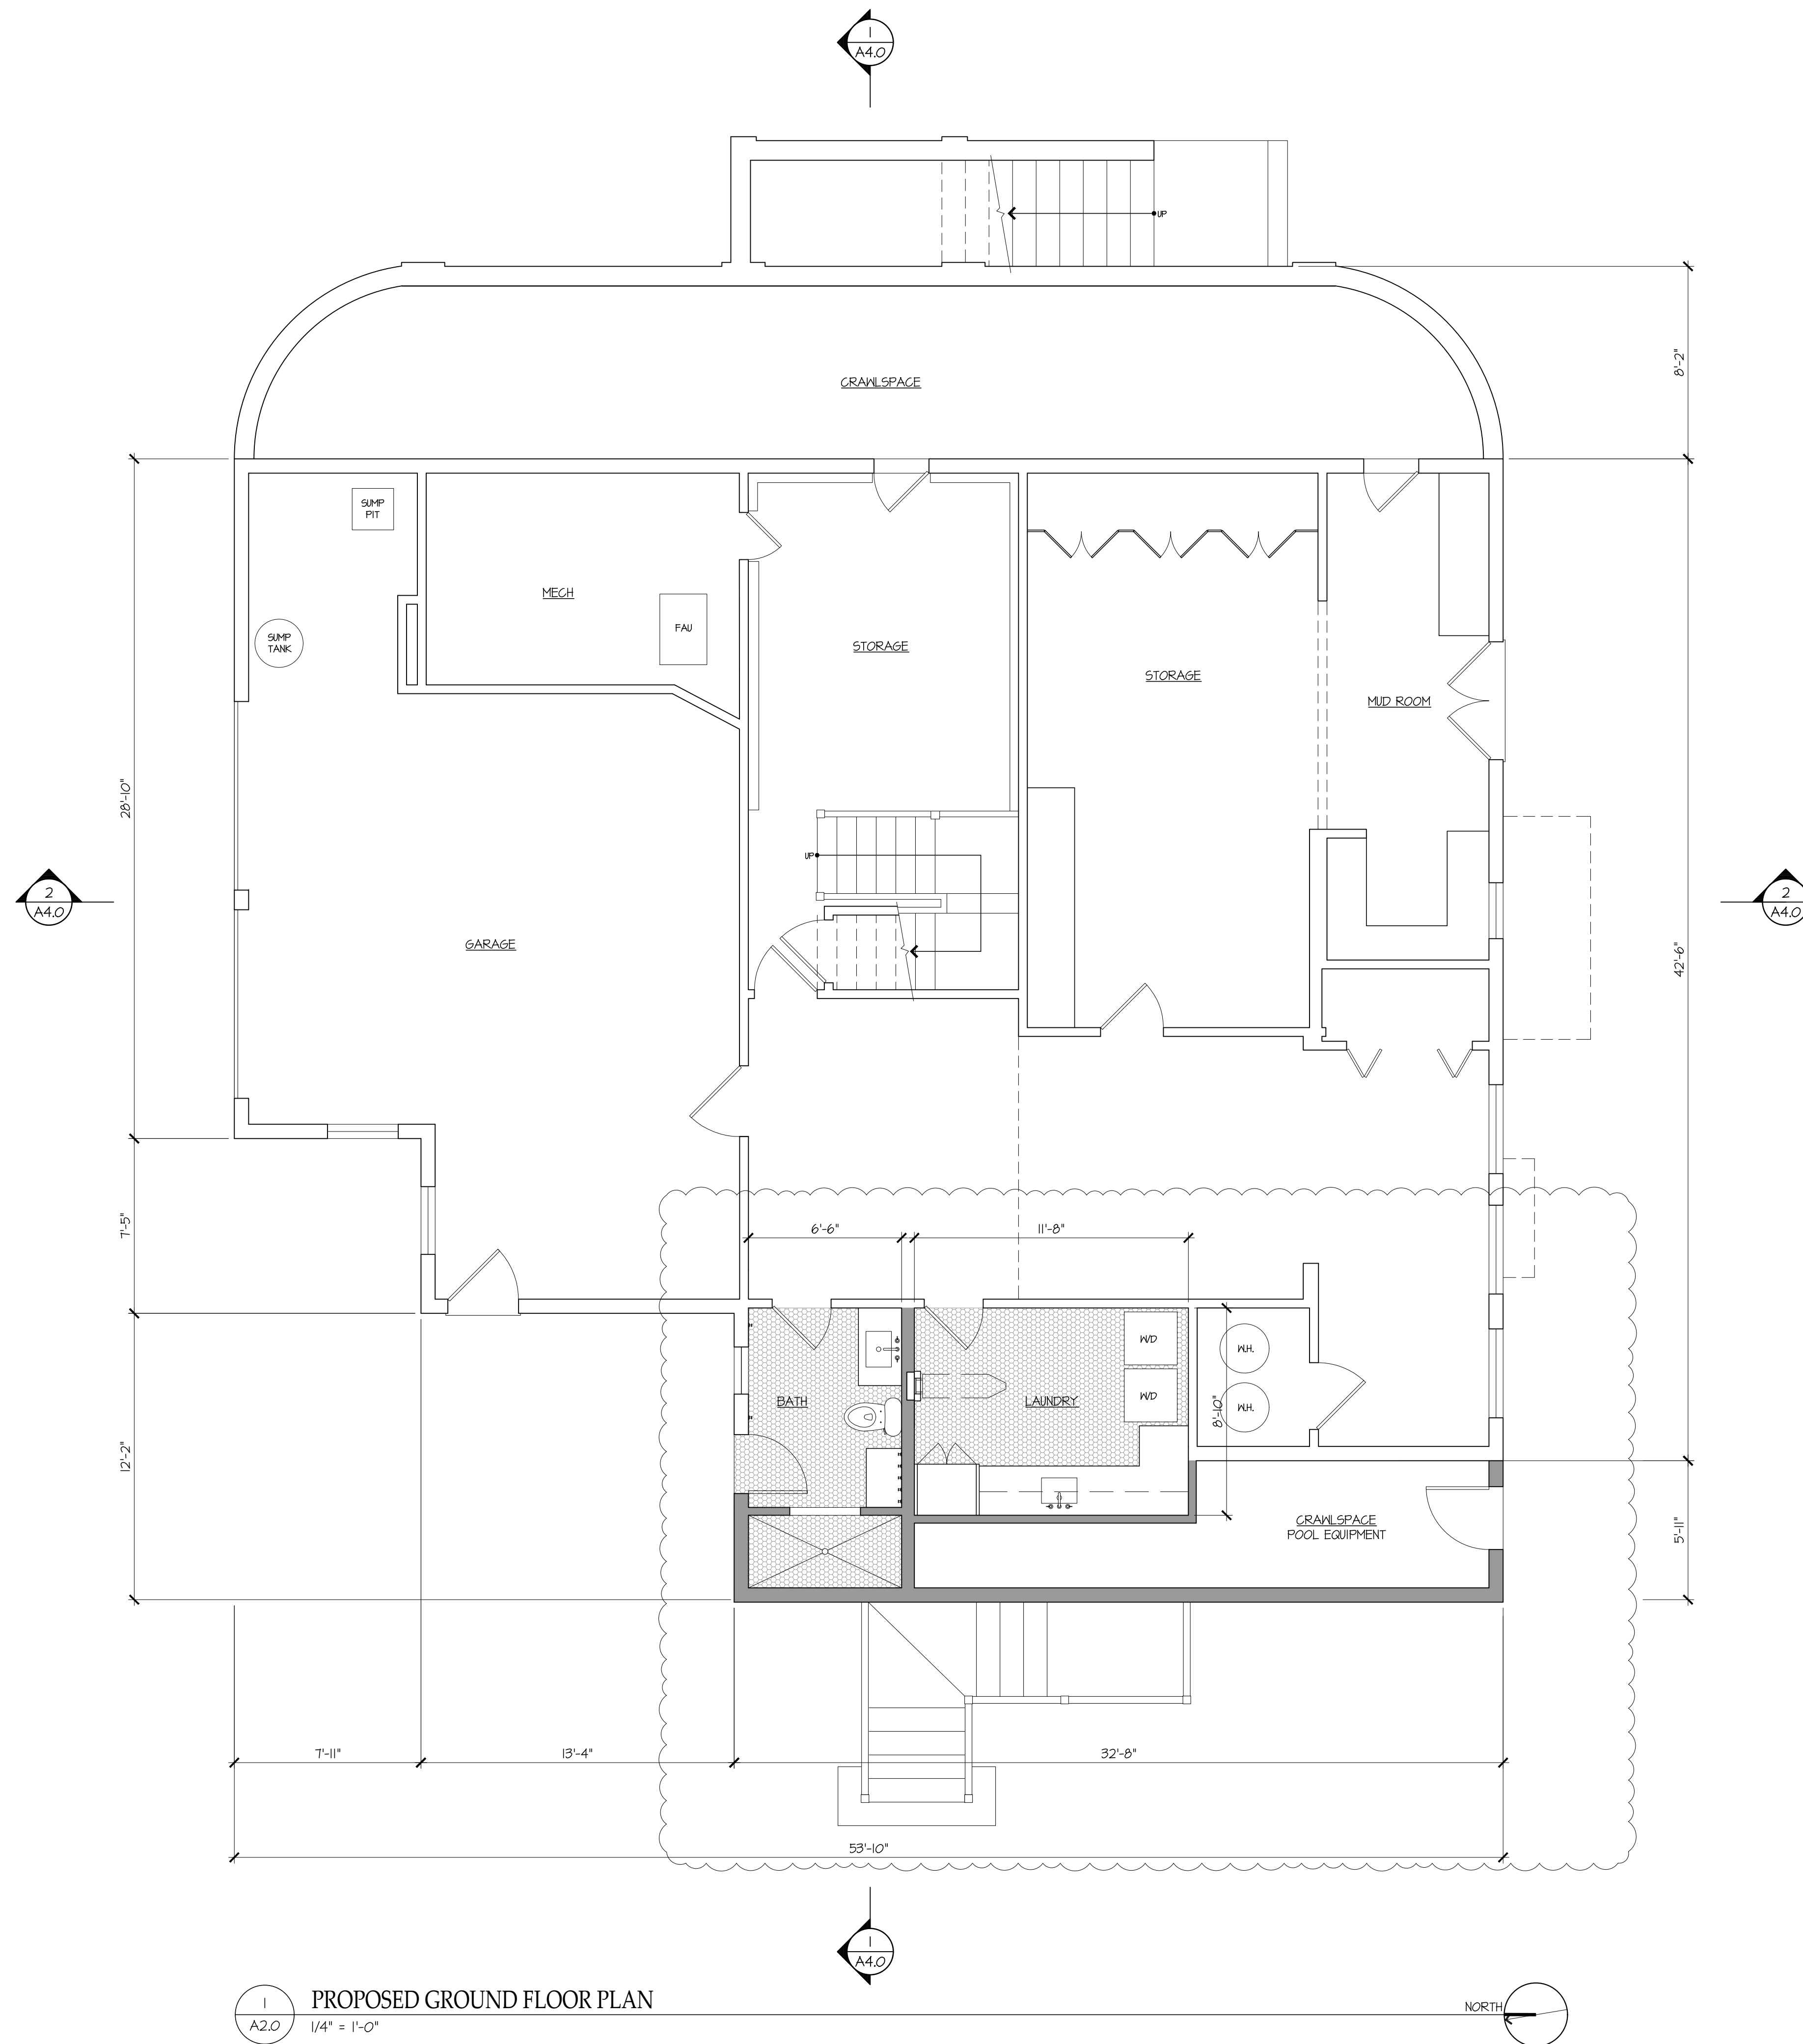 1
A4.0
UP
8'-2"
CRAWLSPACE
SUMP
PIT
MECH
FAU
SUMP
TANK
STORAGE
STORAGE
MUD ROOM
28'-10"
UP
2
A4.0
2
A4.0
GARAGE
42'-6"
7'-5"
6'-6"
11'-8"
W/D
W.H.
BATH
LAUNDRY
W/D
8'-10"
W.H.
12'-2"
CRAWLSPACE
POOL EQUIPMENT
5'-11"
7'-11"
13'-4"
32'-8"
53'-10"
1
A4.0
1
A2.0
PROPOSED GROUND FLOOR PLAN
1/4" = 1'-0"
NORTH